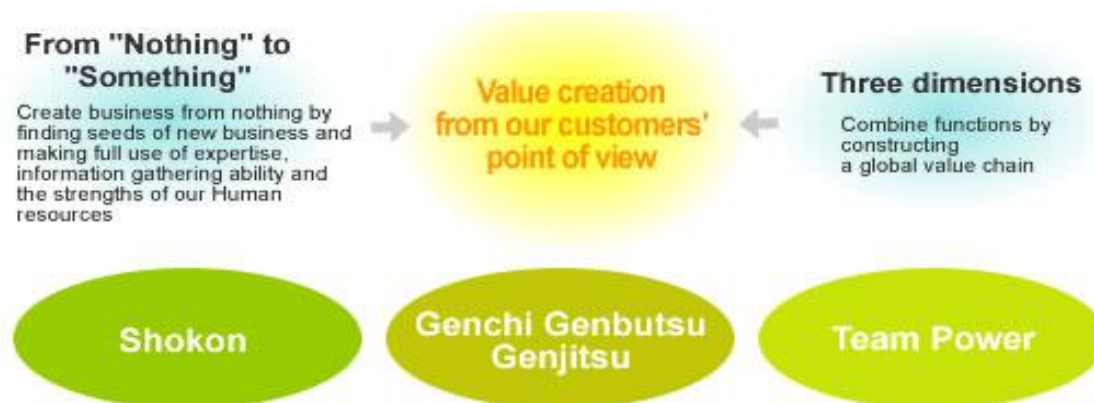 From "Nothing" to
"Something"
Create business from nothing by
finding seeds of new business and
making full use of expertise,
information gathering ability and
the strengths of our Human
resources
Value creation
from our customers'
point of view
Three dimensions
Combine functions by
constructing
a global value chain
Shokon
Genchi Genbutsu
Genjitsu
Team Power